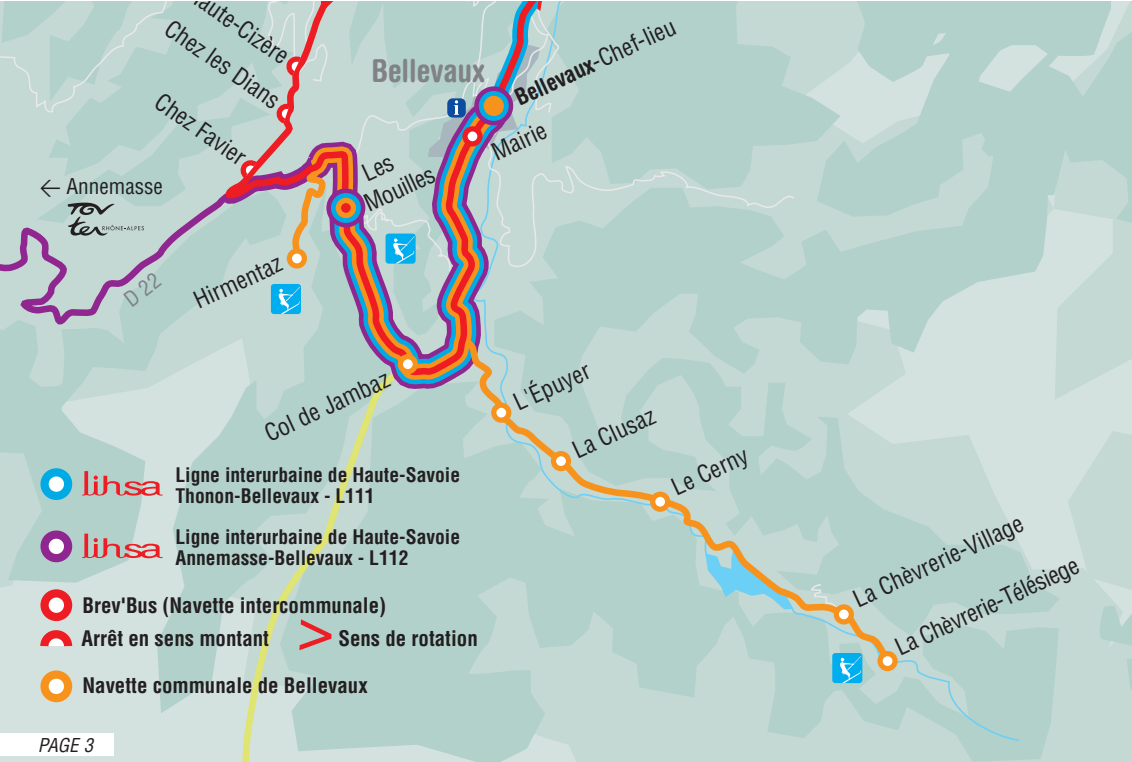 Haute-Cizère
Chez les Dians
Chez Favier
Bellevaux
i
Bellevaux-Chef-lieu
Mairie
← Annemasse
TGV
ter RHÔNE-ALPES
Les
Mouilles
D 22
Hirmentaz
Col de Jambaz
L'Épuyer
La Clusaz
Le Cerny
La Chèvrerie-Village
La Chèvrerie-Télésiege
lihsa Ligne interurbaine de Haute-Savoie
Thonon-Bellevaux - L111
lihsa Ligne interurbaine de Haute-Savoie
Annemasse-Bellevaux - L112
Brev'Bus (Navette intercommunale)
Arrêt en sens montant > Sens de rotation
Navette communale de Bellevaux
PAGE 3